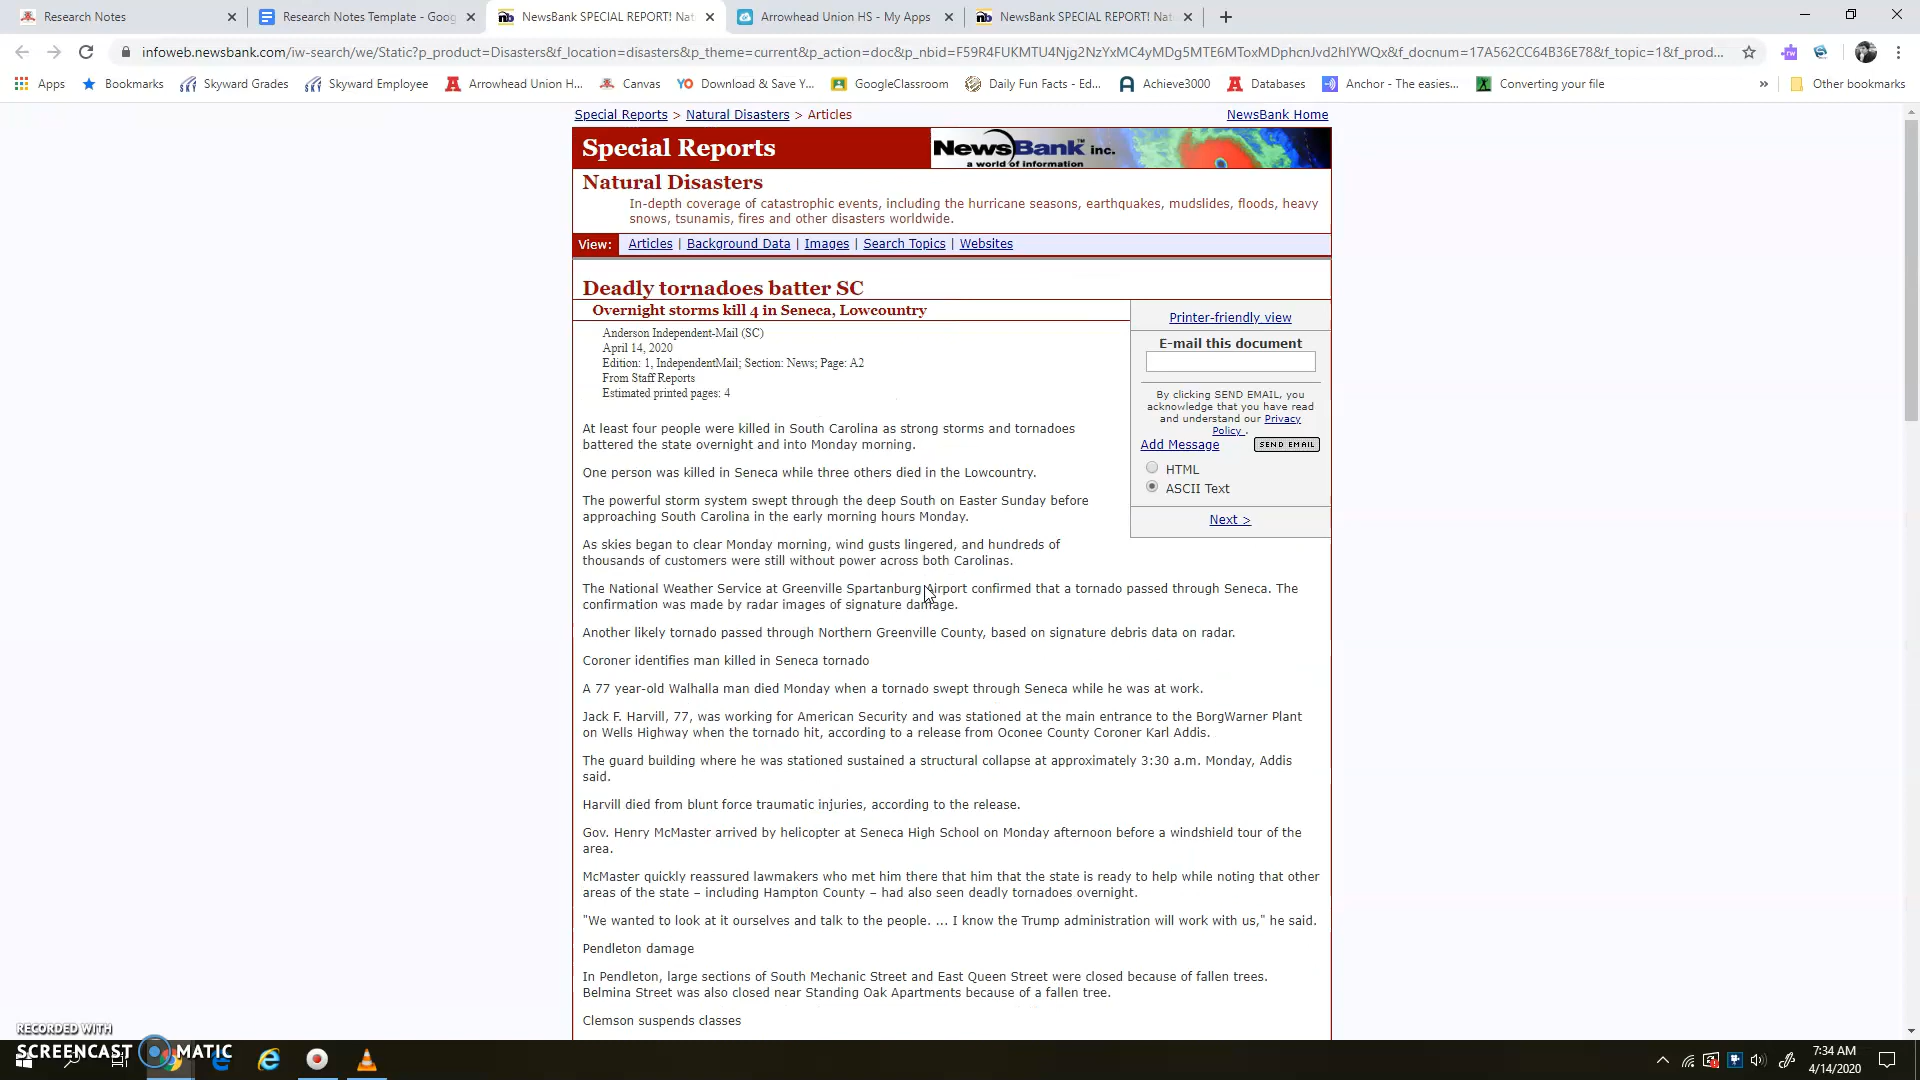 Research Notes
Research Notes Template - Goog
NewsBank SPECIAL REPORT! Nat
Arrowhead Union HS - My Apps
NewsBank SPECIAL REPORT! Nat
infoweb.newsbank.com/iw-search/we/Static?p_product=Disasters&f_location=disasters&p_theme=current&p_action=doc&p_nbid=F59R4FUKMTU4Njg2NzYxMC4yMDg5MTE6MToxMDphcnJvd2hlYWQx&f_docnum=17A562CC64B36E78&f_topic=1&f_prod...
Apps
Bookmarks
Skyward Grades
Skyward Employee
Arrowhead Union H...
Canvas
Download & Save Y...
GoogleClassroom
Daily Fun Facts - Ed...
Achieve3000
Databases
Anchor - The easies...
Converting your file
»
Other bookmarks
Special Reports > Natural Disasters > Articles
NewsBank Home
Special Reports
NewsBank inc.
a world of information
Natural Disasters
In-depth coverage of catastrophic events, including the hurricane seasons, earthquakes, mudslides, floods, heavy
snows, tsunamis, fires and other disasters worldwide.
View: Articles | Background Data | Images | Search Topics | Websites
Deadly tornadoes batter SC
Overnight storms kill 4 in Seneca, Lowcountry
Anderson Independent-Mail (SC)
April 14, 2020
Edition: 1, IndependentMail; Section: News; Page: A2
From Staff Reports
Estimated printed pages: 4
Printer-friendly view
E-mail this document
By clicking SEND EMAIL, you
acknowledge that you have read
and understand our Privacy
Policy .
Add Message SEND EMAIL
HTML
ASCII Text
Next >
At least four people were killed in South Carolina as strong storms and tornadoes
battered the state overnight and into Monday morning.
One person was killed in Seneca while three others died in the Lowcountry.
The powerful storm system swept through the deep South on Easter Sunday before
approaching South Carolina in the early morning hours Monday.
As skies began to clear Monday morning, wind gusts lingered, and hundreds of
thousands of customers were still without power across both Carolinas.
The National Weather Service at Greenville Spartanburg Airport confirmed that a tornado passed through Seneca. The
confirmation was made by radar images of signature damage.
Another likely tornado passed through Northern Greenville County, based on signature debris data on radar.
Coroner identifies man killed in Seneca tornado
A 77 year-old Walhalla man died Monday when a tornado swept through Seneca while he was at work.
Jack F. Harvill, 77, was working for American Security and was stationed at the main entrance to the BorgWarner Plant
on Wells Highway when the tornado hit, according to a release from Oconee County Coroner Karl Addis.
The guard building where he was stationed sustained a structural collapse at approximately 3:30 a.m. Monday, Addis
said.
Harvill died from blunt force traumatic injuries, according to the release.
Gov. Henry McMaster arrived by helicopter at Seneca High School on Monday afternoon before a windshield tour of the
area.
McMaster quickly reassured lawmakers who met him there that him that the state is ready to help while noting that other
areas of the state – including Hampton County – had also seen deadly tornadoes overnight.
"We wanted to look at it ourselves and talk to the people. ... I know the Trump administration will work with us," he said.
Pendleton damage
In Pendleton, large sections of South Mechanic Street and East Queen Street were closed because of fallen trees.
Belmina Street was also closed near Standing Oak Apartments because of a fallen tree.
Clemson suspends classes
RECORDED WITH
SCREENCAST MATIC
7:34 AM
4/14/2020